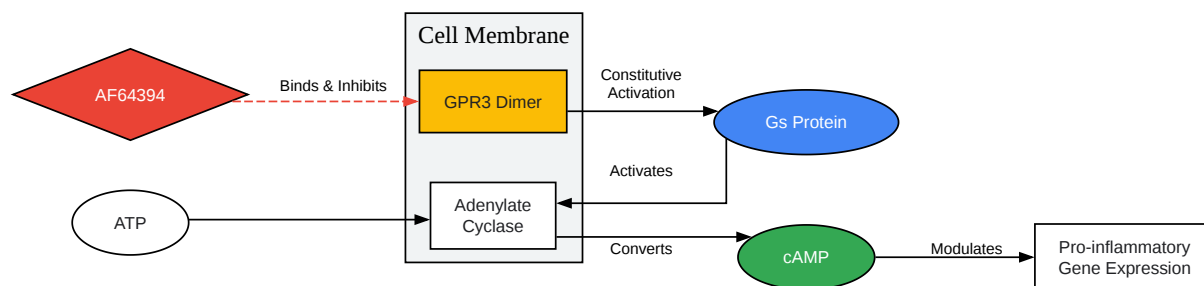 Cell Membrane
AF64394
Binds & Inhibits
GPR3 Dimer
Constitutive
Activation
Gs Protein
Activates
ATP
Adenylate
Cyclase
Converts
cAMP
Modulates
Pro-inflammatory
Gene Expression